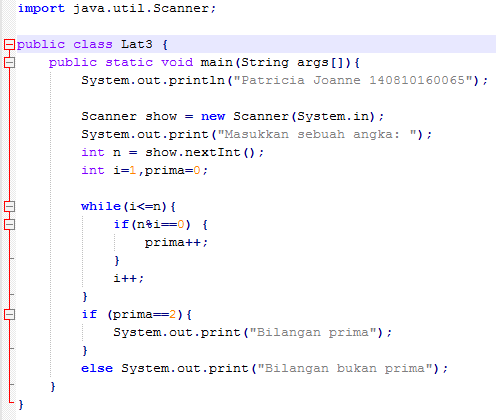 import java.util.Scanner;
public class Lat3 {
public static void main(String args[]){
System.out.println("Patricia Joanne 140810160065");
Scanner show = new Scanner(System.in);
System.out.print("Masukkan sebuah angka: ");
int n = show.nextInt();
int i=1,prima=0;
while(i<=n){
if(n%i==0) {
prima++;
}
i++;
}
if (prima==2){
System.out.print("Bilangan prima");
}
else System.out.print("Bilangan bukan prima");
}
}